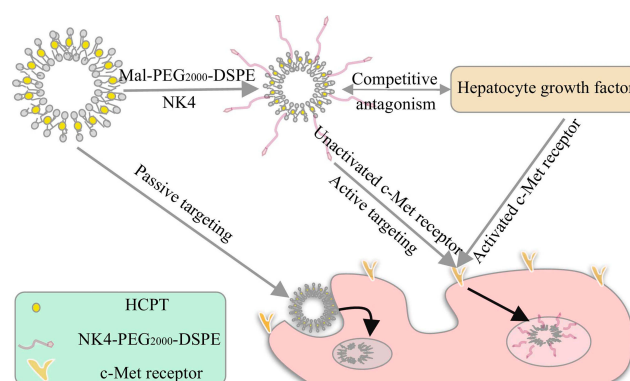 Mal-PEG2000-DSPE
NK4
Competitive
antagonism
Hepatocyte growth factor
Passive targeting
Unactivated c-Met receptor
Active targeting
Activated c-Met receptor
HCPT
NK4-PEG2000-DSPE
c-Met receptor